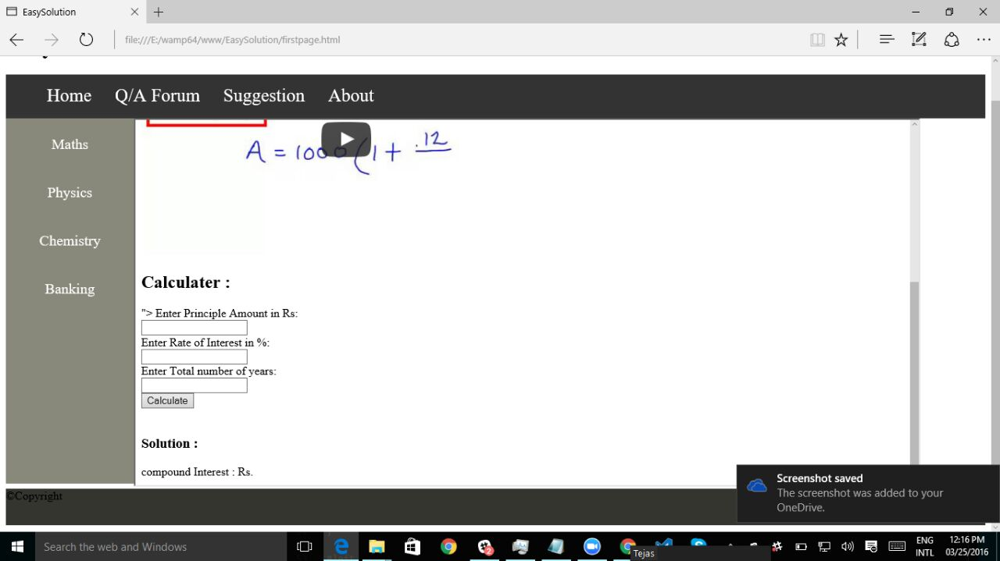 EasySolution
file:///E:/wamp64/www/EasySolution/firstpage.html
Home Q/A Forum Suggestion About
Maths
Physics
Chemistry
Banking
A = 1000 (1 + .12
Calculater :
"> Enter Principle Amount in Rs:
Enter Rate of Interest in %:
Enter Total number of years:
Calculate
Solution :
compound Interest : Rs.
©Copyright
Screenshot saved
The screenshot was added to your
OneDrive.
Search the web and Windows
2
Tejas
ENG
INTL
12:16 PM
03/25/2016